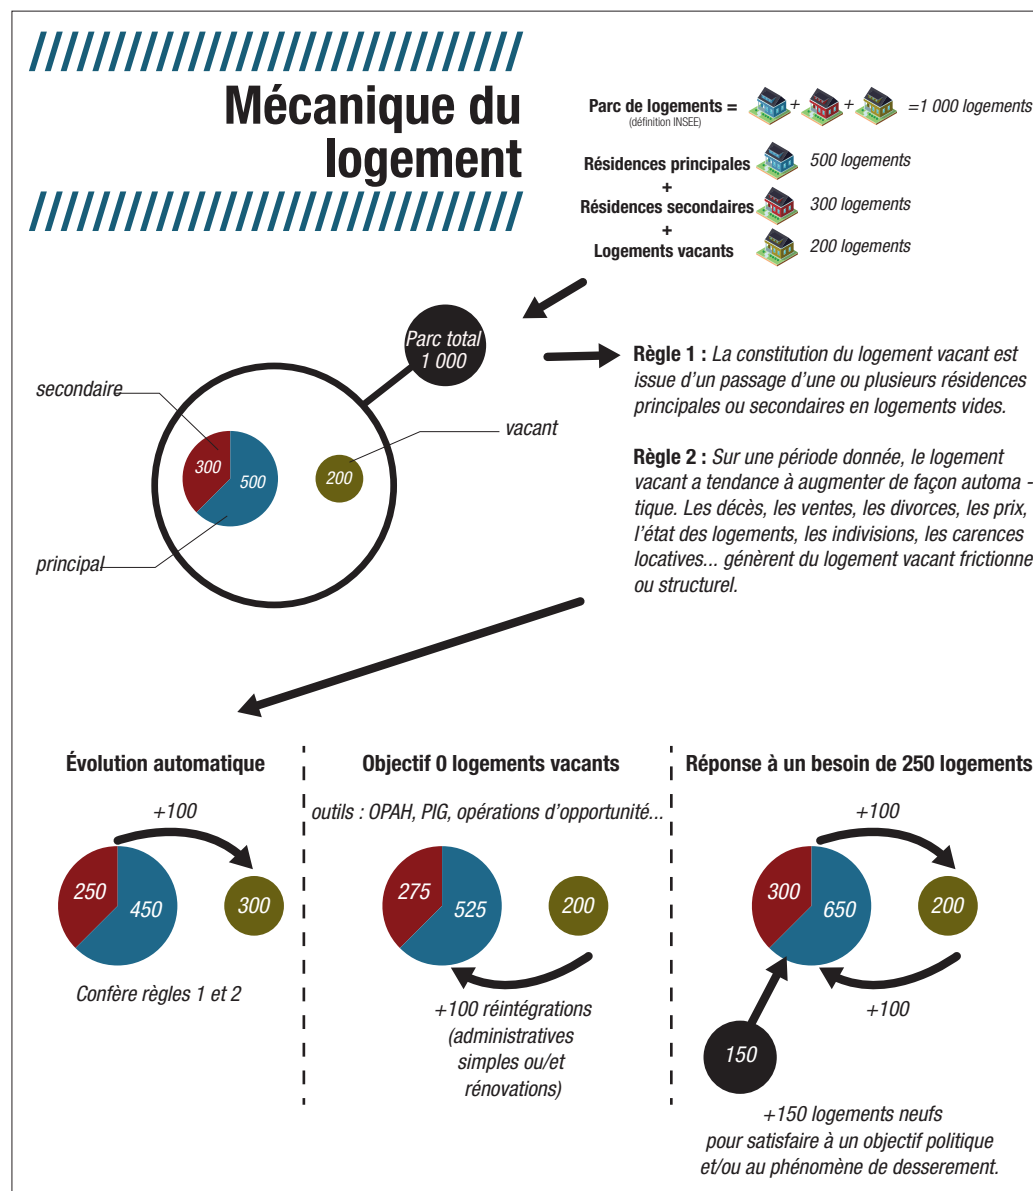 Mécanique du
logement
Parc de logements =
(définition INSEE)
+ + =1 000 logements
Résidences principales 500 logements
+
Résidences secondaires 300 logements
+
Logements vacants 200 logements
Parc total
1 000
secondaire
vacant
300
500
200
principal
Règle 1 : La constitution du logement vacant est
issue d'un passage d'une ou plusieurs résidences
principales ou secondaires en logements vides.
Règle 2 : Sur une période donnée, le logement
vacant a tendance à augmenter de façon automa -
tique. Les décès, les ventes, les divorces, les prix,
l'état des logements, les indivisions, les carences
locatives... génèrent du logement vacant frictionne
ou structurel.
Évolution automatique
+100
250
450
300
Confère règles 1 et 2
Objectif 0 logements vacants
outils : OPAH, PIG, opérations d'opportunité...
275
525
200
+100 réintégrations
(administratives
simples ou/et
rénovations)
Réponse à un besoin de 250 logements
+100
300
650
200
+100
150
+150 logements neufs
pour satisfaire à un objectif politique
et/ou au phénomène de desserement.